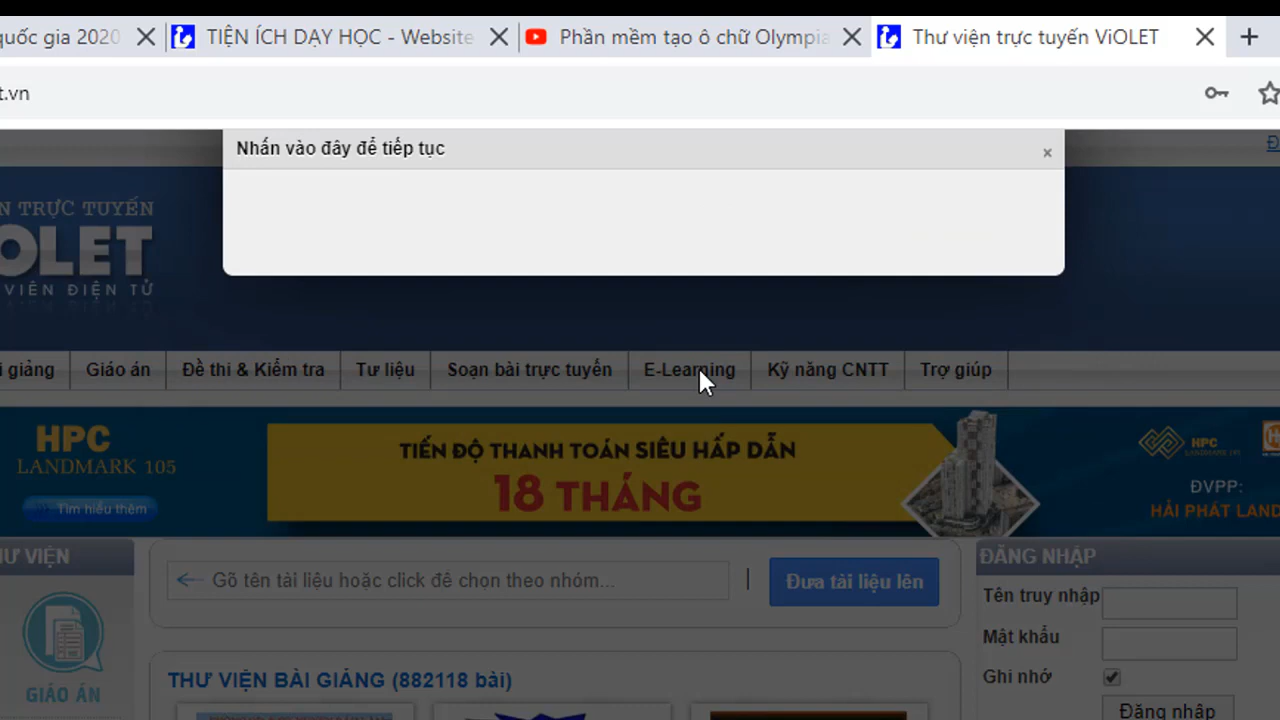 quốc gia 2020
TIỆN ÍCH DẠY HỌC - Website
Phần mềm tạo ô chữ Olympia
Thư viện trực tuyến ViOLET
t.vn
Nhấn vào đây để tiếp tục
×
N TRỰC TUYẾN
OLET
VIÊN ĐIỆN TỬ
i giảng
Giáo án
Đề thi & Kiểm tra
Tư liệu
Soạn bài trực tuyến
E-Learning
Kỹ năng CNTT
Trợ giúp
HPC
LANDMARK 105
Tìm hiểu thêm
TIẾN ĐỘ THANH TOÁN SIÊU HẤP DẪN
18 THÁNG
HPC
ĐVPP:
HẢI PHÁT LAND
Ư VIỆN
GIÁO ÁN
Gõ tên tài liệu hoặc click để chọn theo nhóm...
|
Đưa tài liệu lên
THƯ VIỆN BÀI GIẢNG (882118 bài)
ĐĂNG NHẬP
Tên truy nhập
Mật khẩu
Ghi nhớ
Đăng nhập